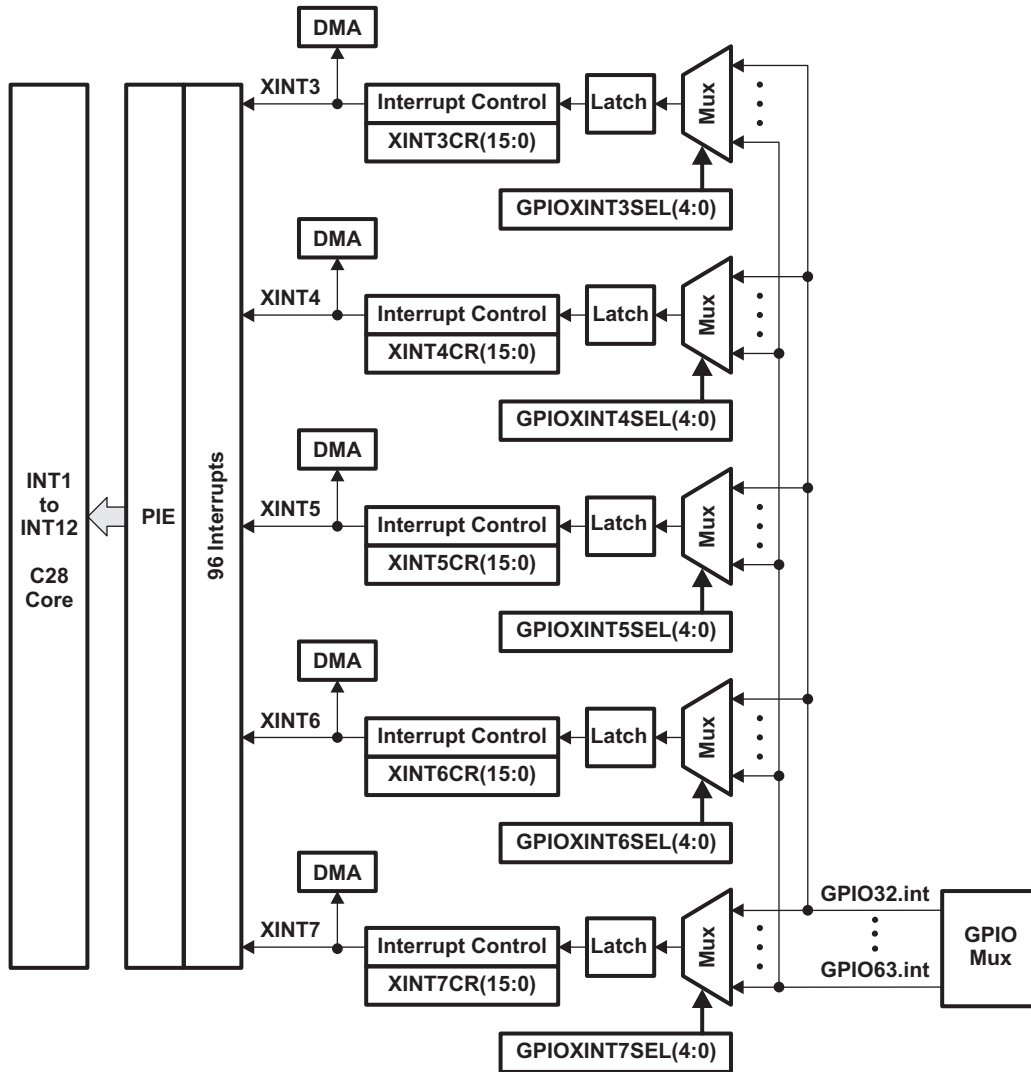 DMA
XINT3
Interrupt Control
XINT3CR(15:0)
Latch
Mux
GPIOXINT3SEL(4:0)
DMA
XINT4
Interrupt Control
XINT4CR(15:0)
Latch
Mux
GPIOXINT4SEL(4:0)
INT1
to
INT12
C28
Core
PIE
96 Interrupts
DMA
XINT5
Interrupt Control
XINT5CR(15:0)
Latch
Mux
GPIOXINT5SEL(4:0)
DMA
XINT6
Interrupt Control
XINT6CR(15:0)
Latch
Mux
GPIOXINT6SEL(4:0)
DMA
XINT7
Interrupt Control
XINT7CR(15:0)
Latch
Mux
GPIOXINT7SEL(4:0)
GPIO32.int
GPIO63.int
GPIO
Mux